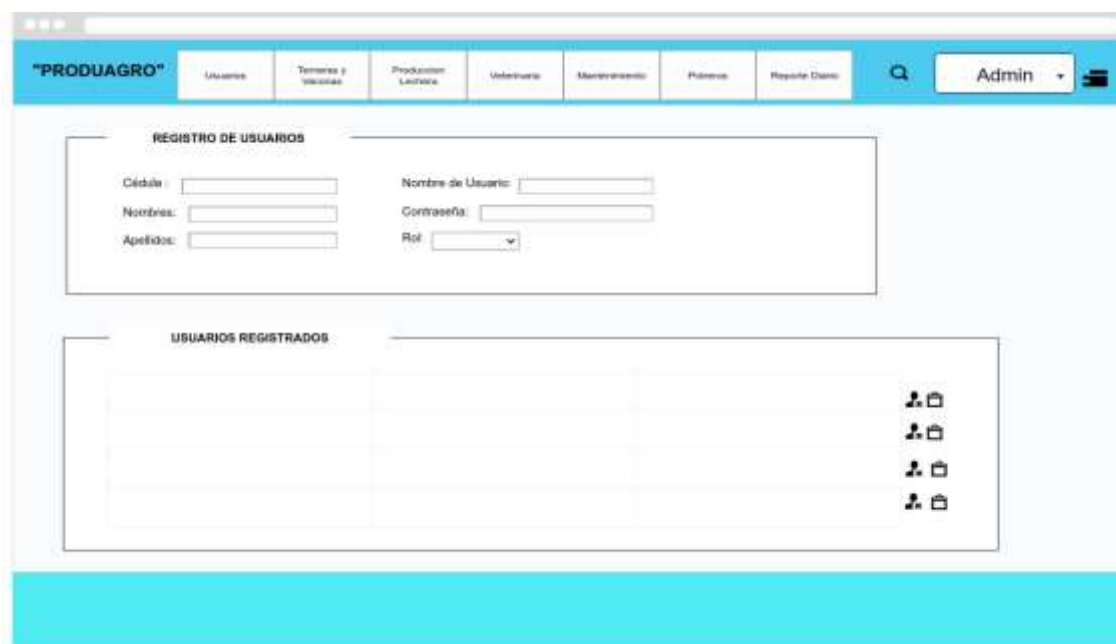 "PRODUAGRO"
Usuarios
Terneras y
Vaconas
Produccion
Lechera
Veterinaria
Mantenimiento
Potreros
Reporte Diario
Admin
REGISTRO DE USUARIOS
Cédula :
Nombre de Usuario:
Nombres:
Contraseña:
Apellidos:
Rol:
USUARIOS REGISTRADOS